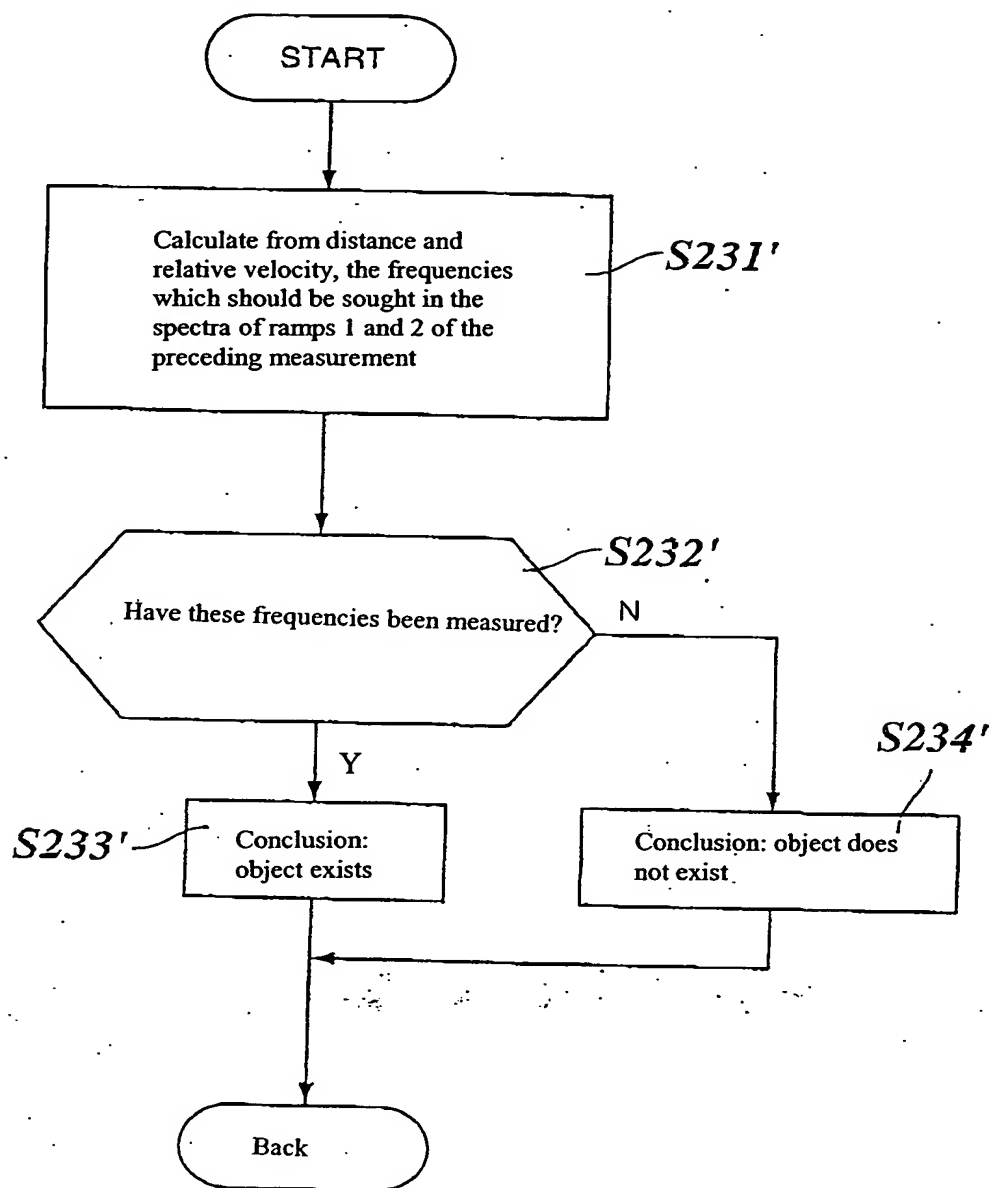 START
Calculate from distance and
relative velocity, the frequencies
which should be sought in the
spectra of ramps 1 and 2 of the
preceding measurement
S231'
S232'
Have these frequencies been measured?
N
Y
S234'
S233'
Conclusion:
object exists
Conclusion: object does
not exist
Back